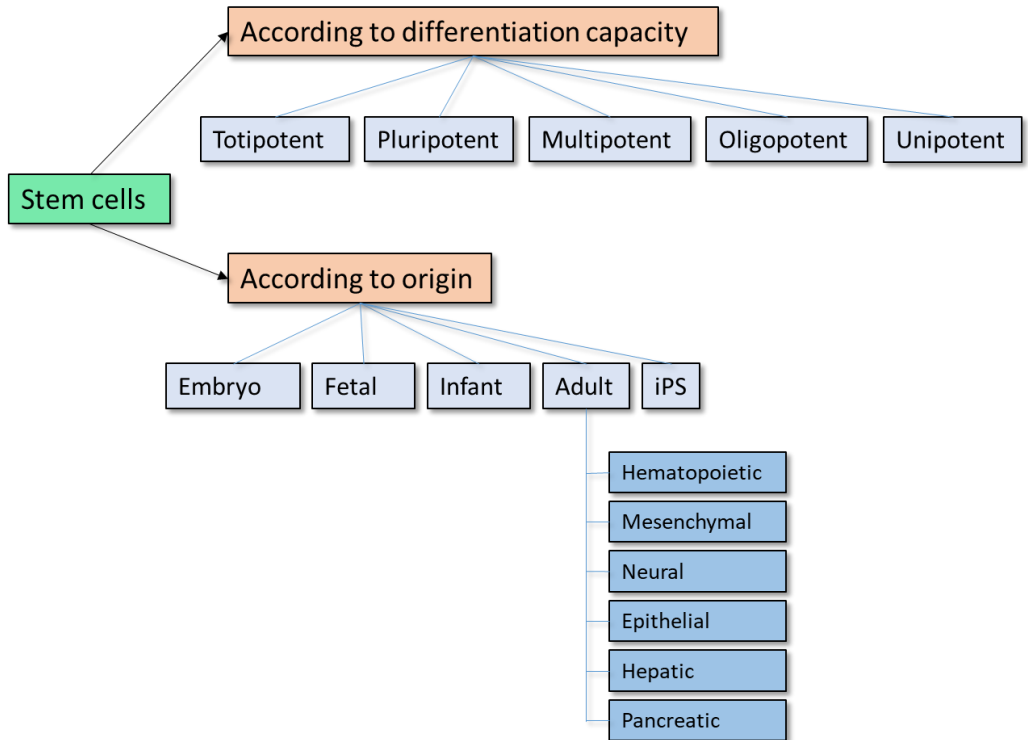 According to differentiation capacity
Totipotent
Pluripotent
Multipotent
Oligopotent
Unipotent
Stem cells
According to origin
Embryo
Fetal
Infant
Adult
iPS
Hematopoietic
Mesenchymal
Neural
Epithelial
Hepatic
Pancreatic